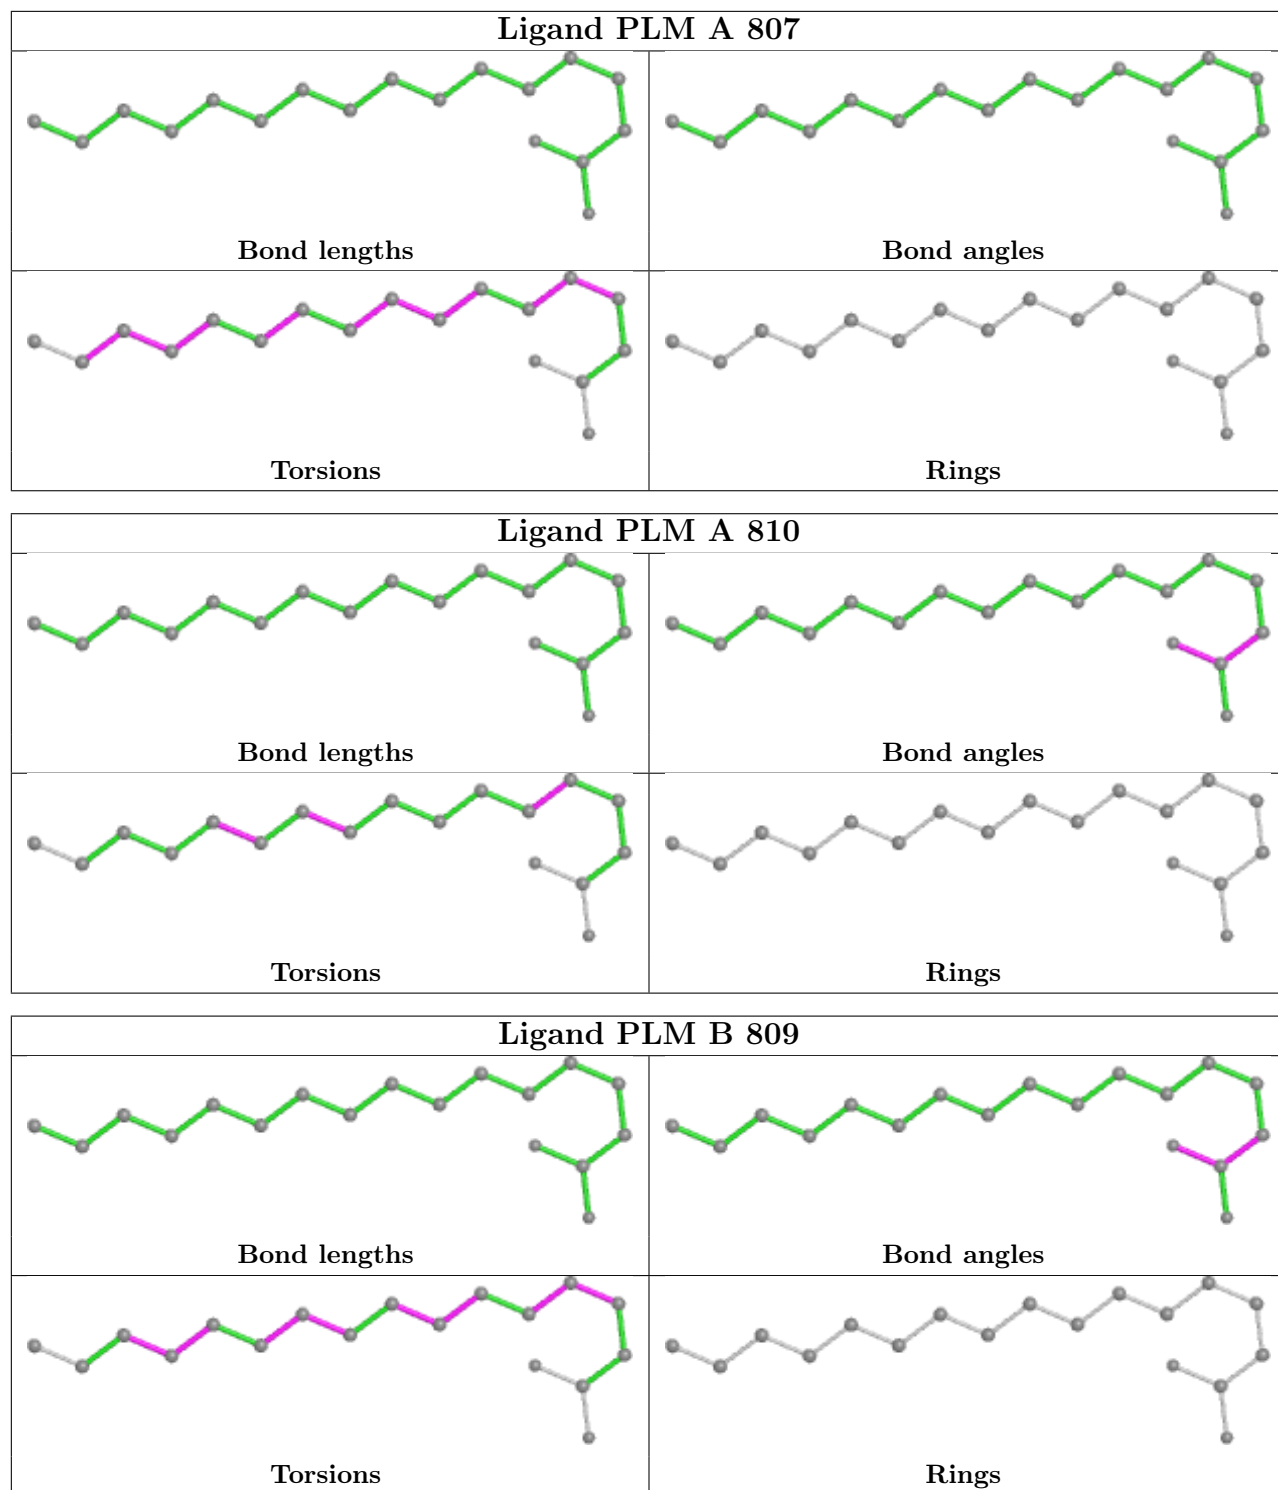 Ligand PLM A 807
Bond lengths
Bond angles
Torsions
Rings
Ligand PLM A 810
Bond lengths
Bond angles
Torsions
Rings
Ligand PLM B 809
Bond lengths
Bond angles
Torsions
Rings